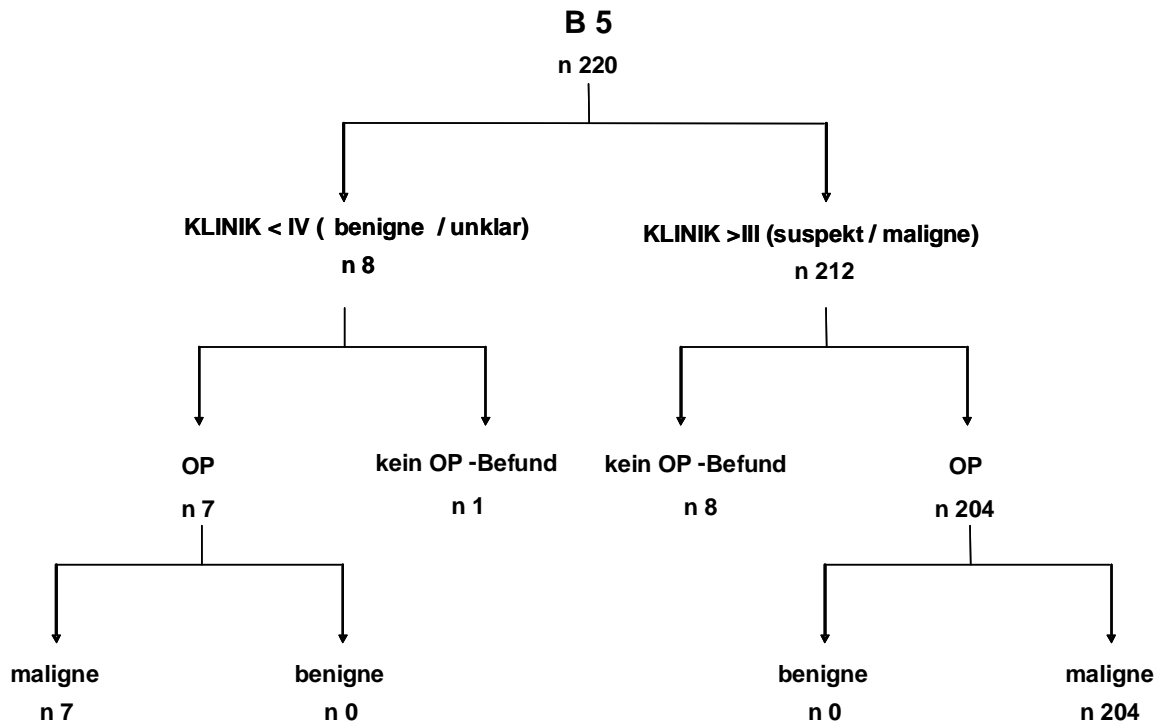 B 5
n 220
KLINIK < IV ( benigne / unklar)
n 8
KLINIK >III (suspekt / maligne)
n 212
OP
n 7
kein OP -Befund
n 1
kein OP -Befund
n 8
OP
n 204
maligne
n 7
benigne
n 0
benigne
n 0
maligne
n 204